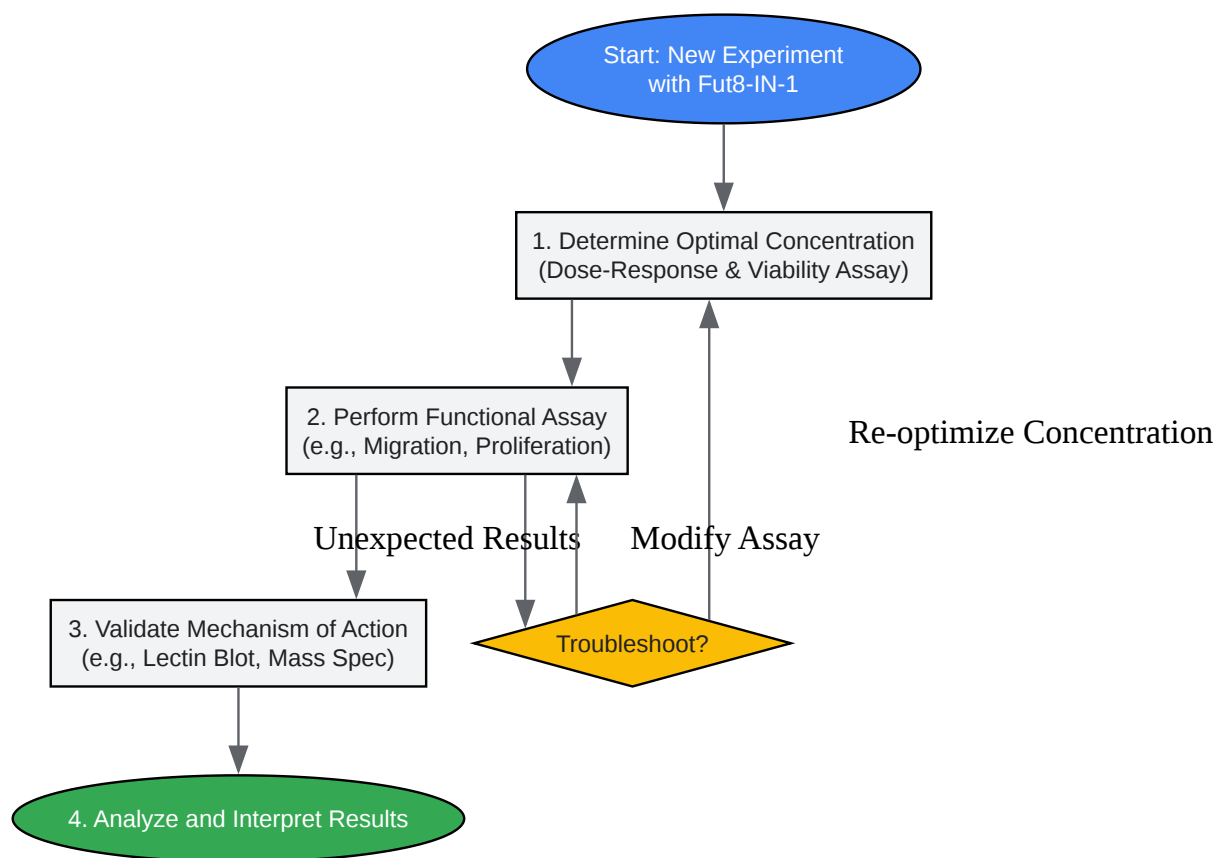 Start: New Experiment
with Fut8-IN-1
1. Determine Optimal Concentration
(Dose-Response & Viability Assay)
2. Perform Functional Assay
(e.g., Migration, Proliferation)
Re-optimize Concentration
Unexpected Results
Modify Assay
3. Validate Mechanism of Action
(e.g., Lectin Blot, Mass Spec)
Troubleshoot?
4. Analyze and Interpret Results